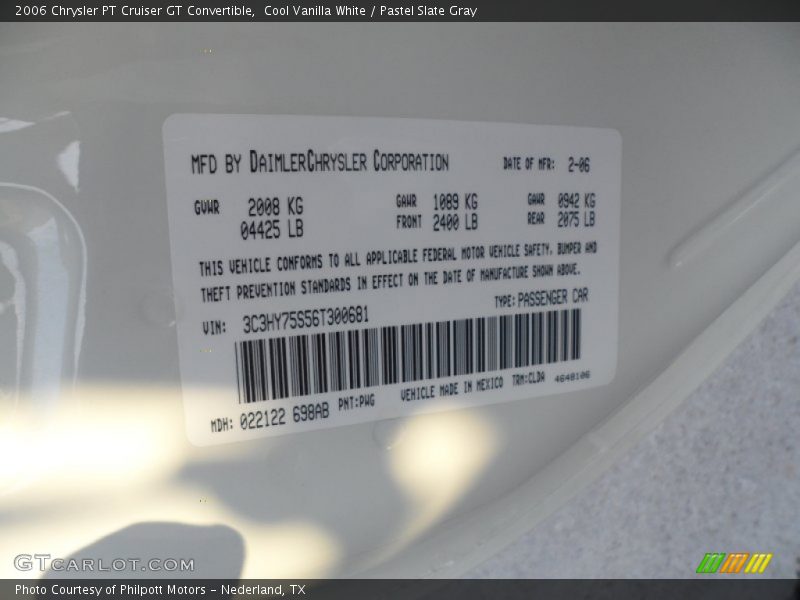 2006 Chrysler PT Cruiser GT Convertible, Cool Vanilla White / Pastel Slate Gray
MFD BY DAIMLERCHRYSLER CORPORATION DATE OF MFR: 2-06
GVWR 2008 KG GAWR 1089 KG GAWR 0942 KG
04425 LB FRONT 2400 LB REAR 2075 LB
THIS VEHICLE CONFORMS TO ALL APPLICABLE FEDERAL MOTOR VEHICLE SAFETY, BUMPER AND
THEFT PREVENTION STANDARDS IN EFFECT ON THE DATE OF MANUFACTURE SHOWN ABOVE.
VIN: 3C3HY75S56T300681 TYPE: PASSENGER CAR
MDH: 022122 698AB PNT:PWG VEHICLE MADE IN MEXICO TRM:CLDA 4648106
GTCARLOT.COM
Photo Courtesy of Philpott Motors - Nederland, TX